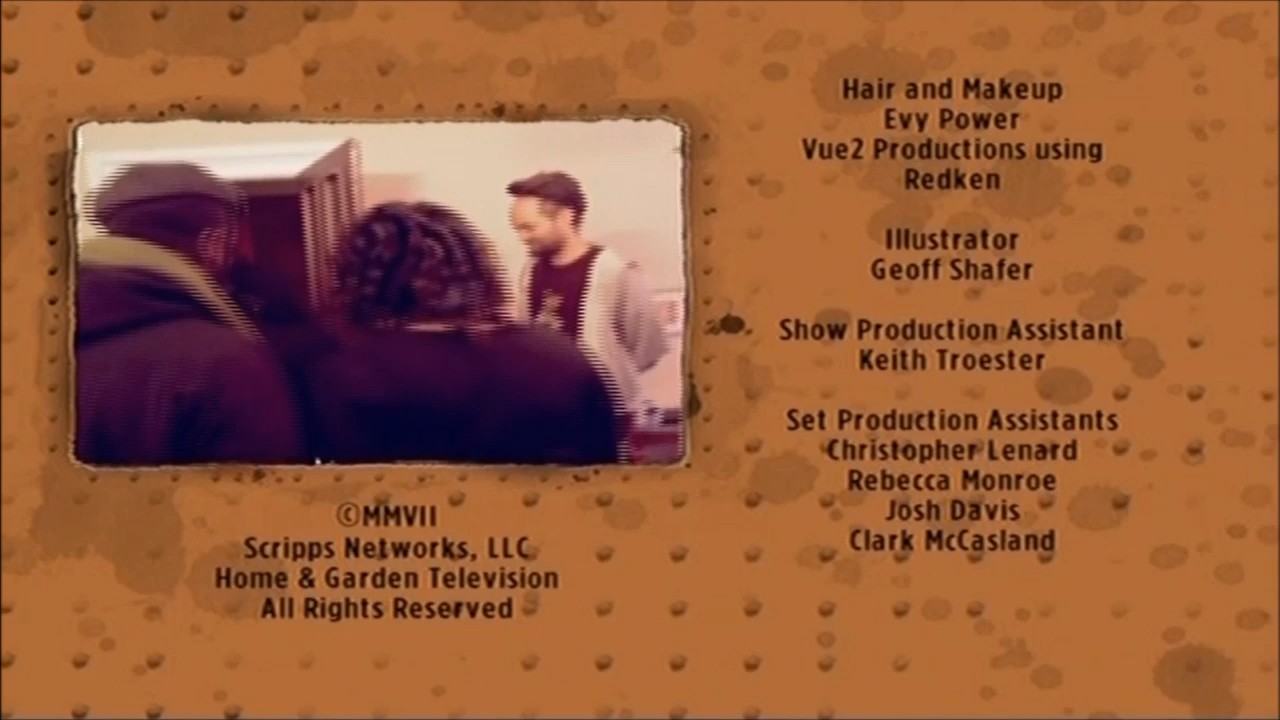 Hair and Makeup
Evy Power
Vue2 Productions using
Redken
Illustrator
Geoff Shafer
Show Production Assistant
Keith Troester
Set Production Assistants
Christopher Lenard
Rebecca Monroe
Josh Davis
Clark McCasland
©MMVII
Scripps Networks, LLC
Home & Garden Television
All Rights Reserved